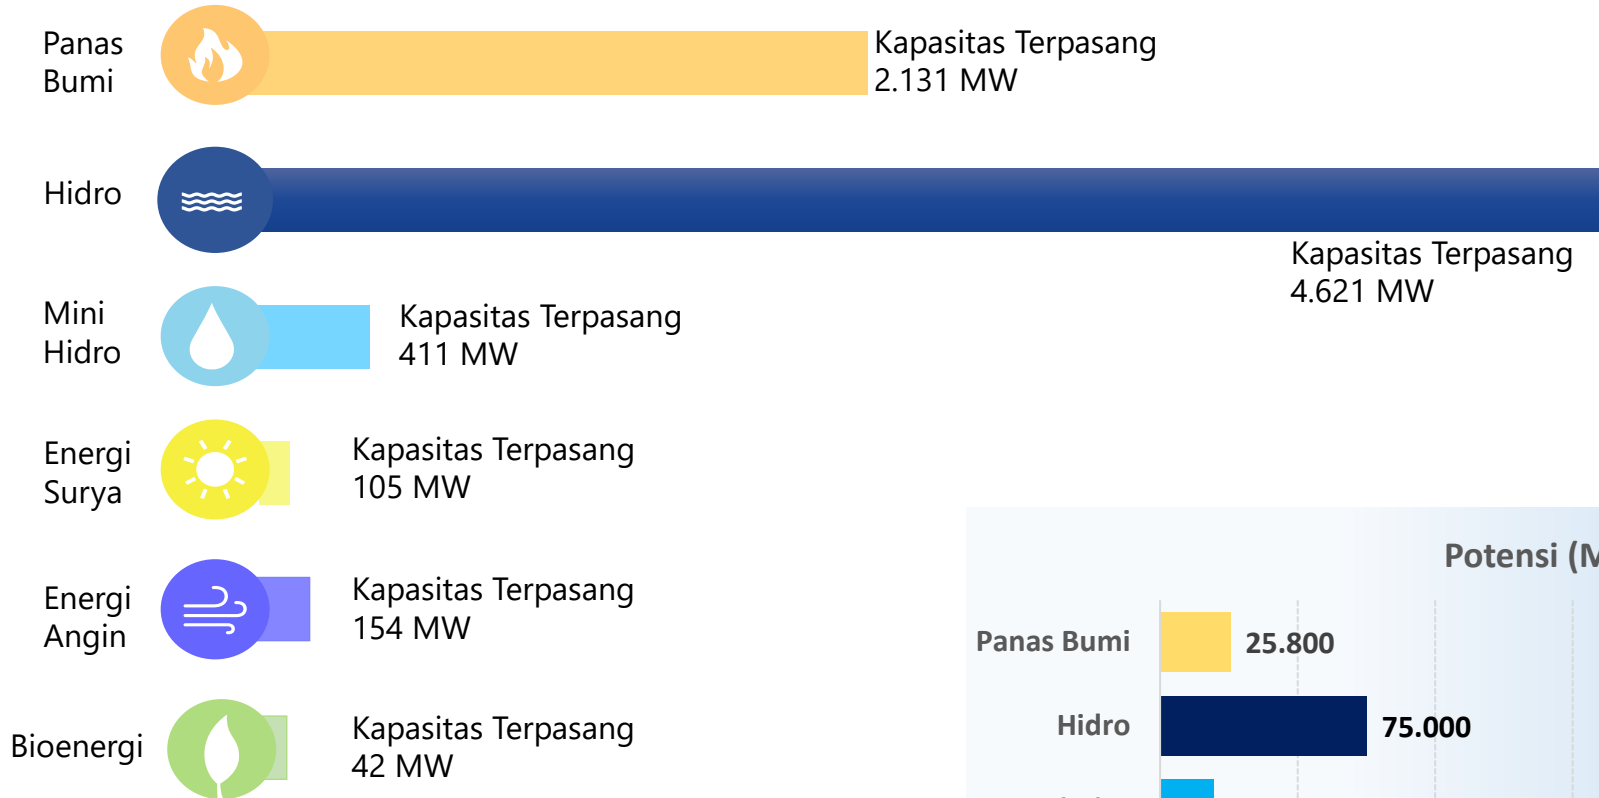 Panas
Bumi
Kapasitas Terpasang
2.131 MW
Hidro
Kapasitas Terpasang
4.621 MW
Mini
Hidro
Kapasitas Terpasang
411 MW
Energi
Surya
Kapasitas Terpasang
105 MW
Energi
Angin
Kapasitas Terpasang
154 MW
Bioenergi
Kapasitas Terpasang
42 MW
Potensi (M
Panas Bumi
25.800
Hidro
75.000